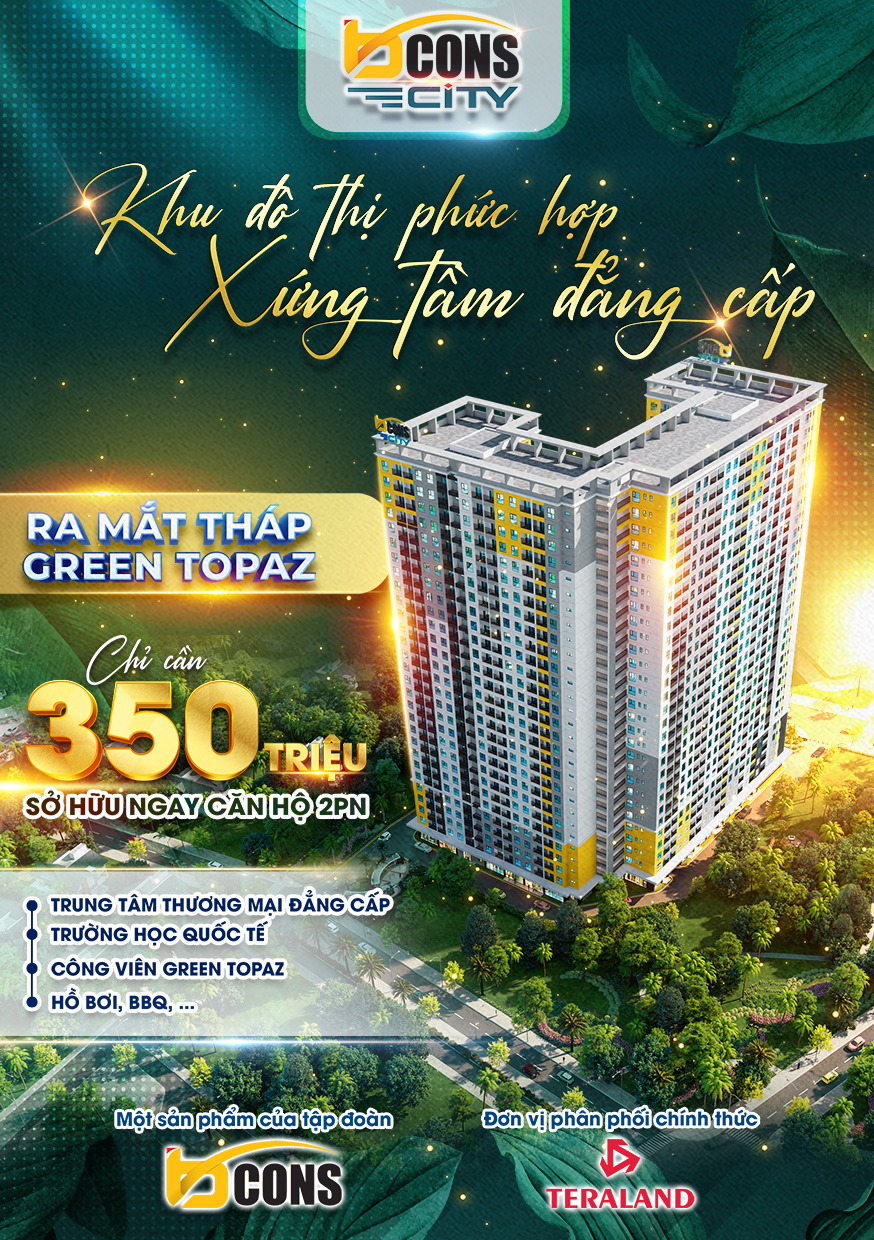 bCONS
CITY
Khu đô thị phức hợp
Xứng tầm đẳng cấp
bCONS
CITY
RA MẮT THÁP
GREEN TOPAZ
Chỉ cần
350 TRIỆU
SỞ HỮU NGAY CĂN HỘ 2PN
TRUNG TÂM THƯƠNG MẠI ĐẲNG CẤP
TRƯỜNG HỌC QUỐC TẾ
CÔNG VIÊN GREEN TOPAZ
HỒ BƠI, BBQ, ...
Một sản phẩm của tập đoàn
bCONS
Đơn vị phân phối chính thức
TERALAND